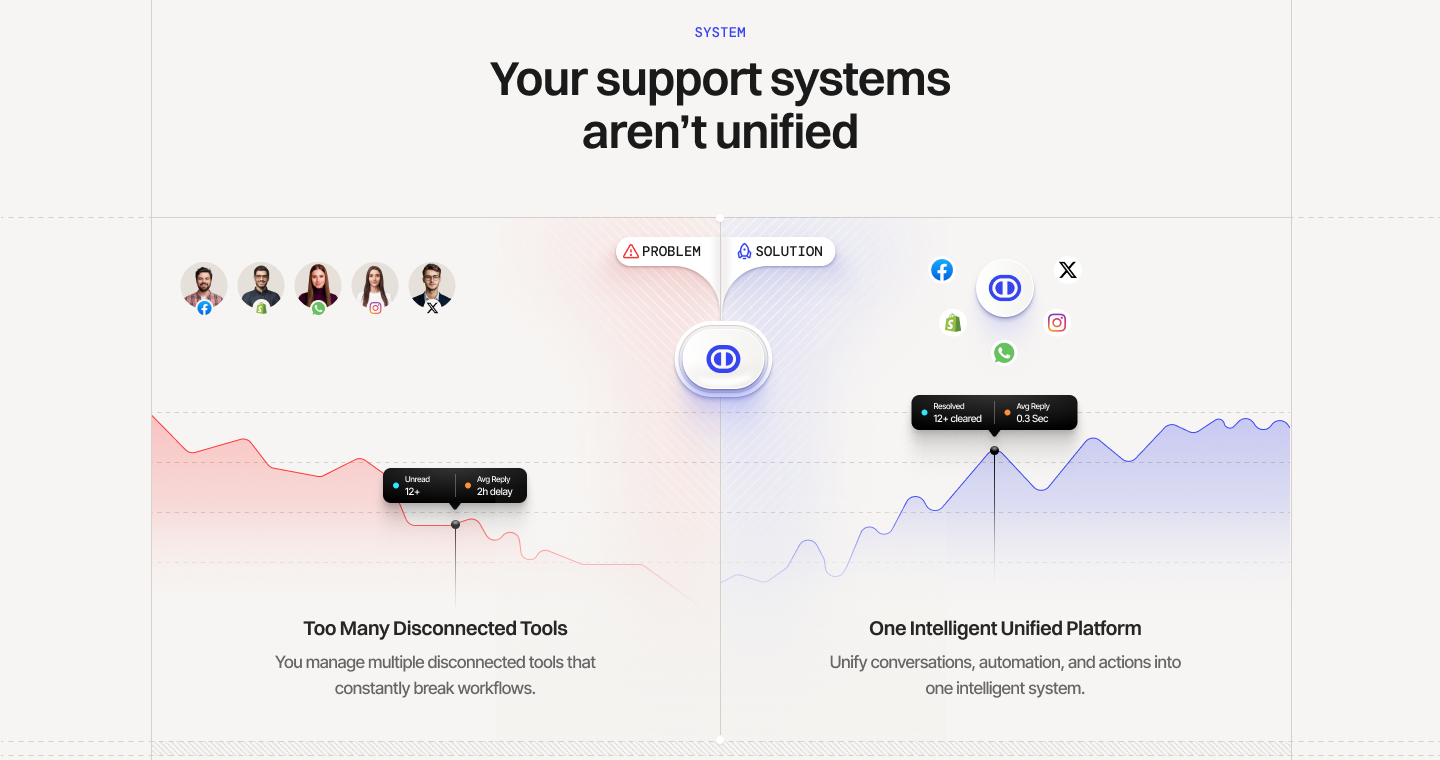 SYSTEM
Your support systems
aren’t unified
PROBLEM
SOLUTION
Resolved
12+ cleared
Avg Reply
0.3 Sec
Unread
12+
Avg Reply
2h delay
Too Many Disconnected Tools
You manage multiple disconnected tools that
constantly break workflows.
One Intelligent Unified Platform
Unify conversations, automation, and actions into
one intelligent system.